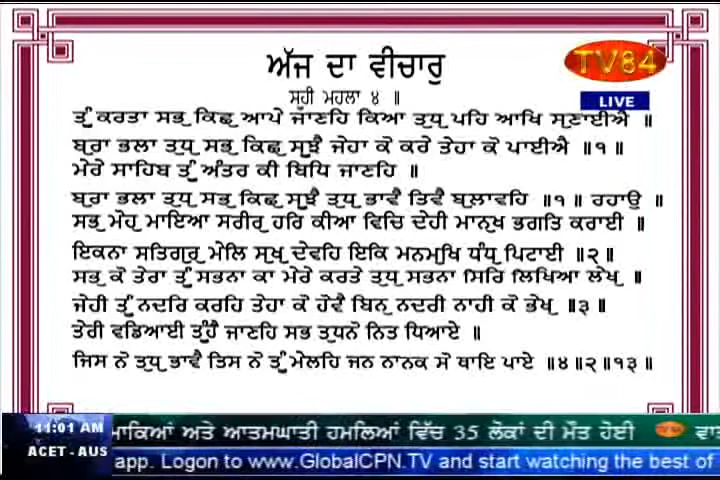 ਅੱਜ ਦਾ ਵੀਚਾਰੁ
TV84
LIVE
ਸੂਹੀ ਮਹਲਾ ੪ ॥
ਤੂੰ ਕਰਤਾ ਸਭੁ ਕਿਛੁ ਆਪੇ ਜਾਣਹਿ ਕਿਆ ਤੁਧੁ ਪਹਿ ਆਖਿ ਸੁਣਾਈਐ ॥
ਬੁਰਾ ਭਲਾ ਤੁਧੁ ਸਭੁ ਕਿਛੁ ਸੂਝੈ ਜੇਹਾ ਕੋ ਕਰੇ ਤੇਹਾ ਕੋ ਪਾਈਐ ॥੧॥
ਮੇਰੇ ਸਾਹਿਬ ਤੂੰ ਅੰਤਰ ਕੀ ਬਿਧਿ ਜਾਣਹਿ ॥
ਬੁਰਾ ਭਲਾ ਤੁਧੁ ਸਭੁ ਕਿਛੁ ਸੂਝੈ ਤੁਧੁ ਭਾਵੈ ਤਿਵੈ ਬੁਲਾਵਹਿ ॥੧॥ ਰਹਾਉ ॥
ਸਭੁ ਮੋਹੁ ਮਾਇਆ ਸਰੀਰੁ ਹਰਿ ਕੀਆ ਵਿਚਿ ਦੇਹੀ ਮਾਨੁਖ ਭਗਤਿ ਕਰਾਈ ॥
ਇਕਨਾ ਸਤਿਗੁਰੁ ਮੇਲਿ ਸੁਖੁ ਦੇਵਹਿ ਇਕਿ ਮਨਮੁਖਿ ਧੰਧੁ ਪਿਟਾਈ ॥੨॥
ਸਭੁ ਕੋ ਤੇਰਾ ਤੂੰ ਸਭਨਾ ਕਾ ਮੇਰੇ ਕਰਤੇ ਤੁਧੁ ਸਭਨਾ ਸਿਰਿ ਲਿਖਿਆ ਲੇਖੁ ॥
ਜੇਹੀ ਤੂੰ ਨਦਰਿ ਕਰਹਿ ਤੇਹਾ ਕੋ ਹੋਵੈ ਬਿਨੁ ਨਦਰੀ ਨਾਹੀ ਕੋ ਭੇਖੁ ॥੩॥
ਤੇਰੀ ਵਡਿਆਈ ਤੂੰਹੈ ਜਾਣਹਿ ਸਭ ਤੁਧਨੋ ਨਿਤ ਧਿਆਏ ॥
ਜਿਸ ਨੋ ਤੁਧੁ ਭਾਵੈ ਤਿਸ ਨੋ ਤੂੰ ਮੇਲਹਿ ਜਨ ਨਾਨਕ ਸੋ ਥਾਇ ਪਾਏ ॥੪॥੨॥੧੩॥
11:01 AM
ਮਾਕਿਆਂ ਅਤੇ ਆਤਮਘਾਤੀ ਹਮਲਿਆਂ ਵਿੱਚ 35 ਲੋਕਾਂ ਦੀ ਮੌਤ ਹੋਈ
ACET - AUS
app. Logon to www.GlobalCPN.TV and start watching the best of